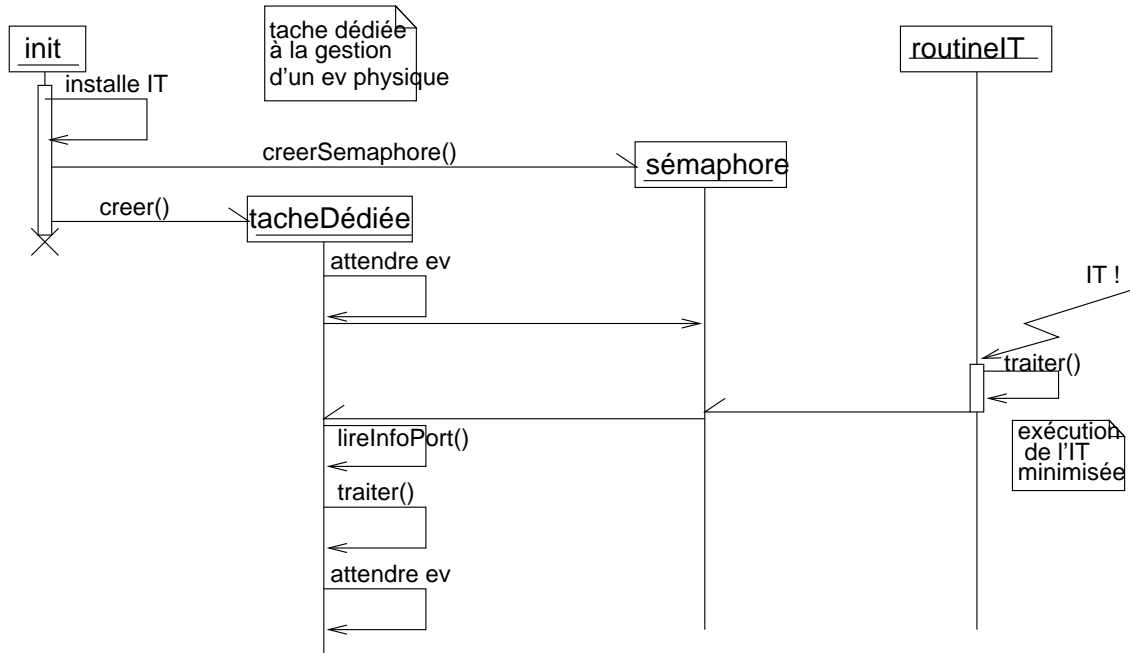 tache dédiée
à la gestion
d'un ev physique
init
routineIT
installe IT
creerSemaphore()
sémaphore
creer()
tacheDédiée
attendre ev
IT !
traiter()
lireInfoPort()
exécution
de l'IT
minimisée
traiter()
attendre ev